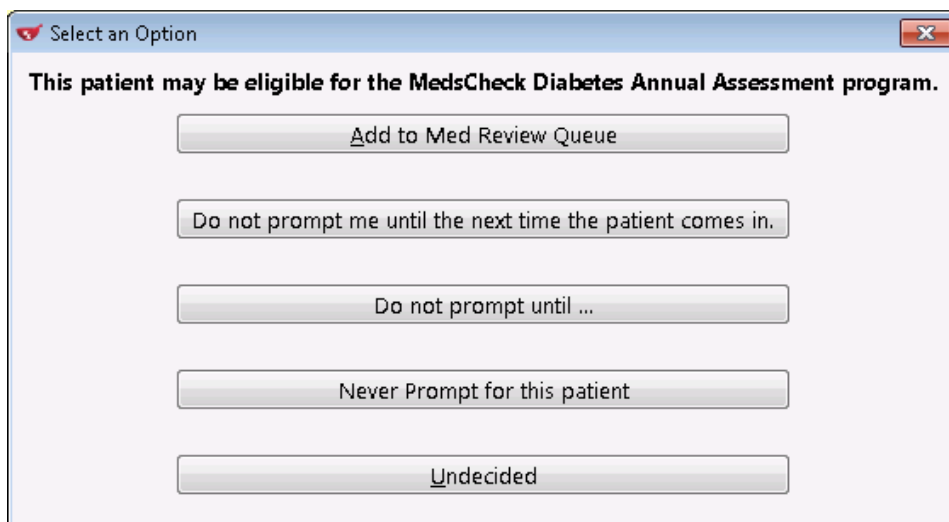 Select an Option
This patient may be eligible for the MedsCheck Diabetes Annual Assessment program.
Add to Med Review Queue
Do not prompt me until the next time the patient comes in.
Do not prompt until ...
Never Prompt for this patient
Undecided